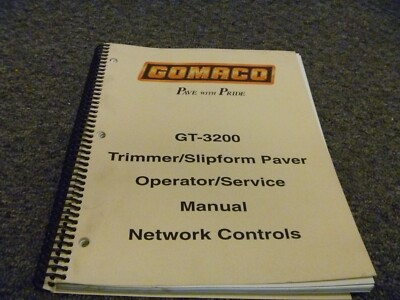 GOMACO
PAVE WITH PRIDE
GT-3200
Trimmer/Slipform Paver
Operator/Service
Manual
Network Controls